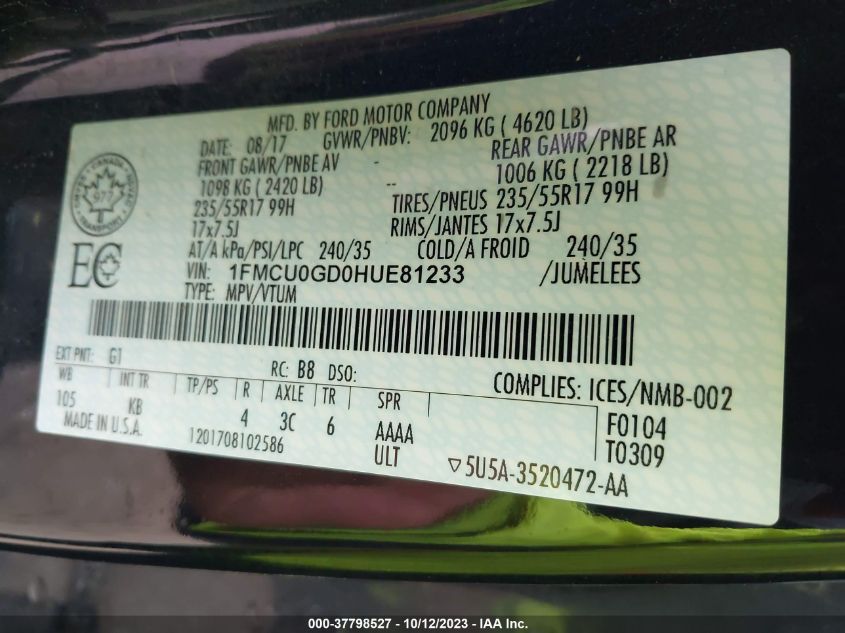 MFD. BY FORD MOTOR COMPANY
DATE: 08/17 GVWR/PNBV: 2096 KG ( 4620 LB)
FRONT GAWR/PNBE AV - REAR GAWR/PNBE AR
1098 KG ( 2420 LB) -- 1006 KG ( 2218 LB)
235/55R17 99H TIRES/PNEUS 235/55R17 99H
17x7.5J RIMS/JANTES 17x7.5J
AT/A kPa/PSI/LPC 240/35 COLD/A FROID 240/35
VIN: 1FMCU0GD0HUE81233 /JUMELEES
TYPE: MPV/VTUM
CANADA
TRANSPORT
977
EC
EXT PNT: G1 RC: B8 DSO: COMPLIES: ICES/NMB-002
WB INT TR TP/PS R AXLE TR SPR
105 KB 4 3C 6 AAAA F0104
MADE IN U.S.A. 1201708102586 ULT T0309
5U5A-3520472-AA
000-37798527 - 10/12/2023 - IAA Inc.